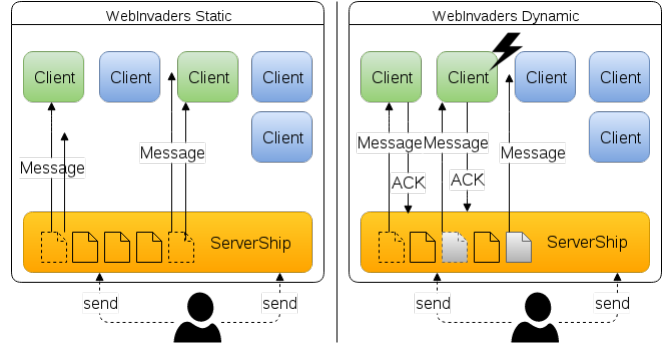 WebInvaders Static
Client
Client
Client
Client
Client
Message
Message
ServerShip
send
send
WebInvaders Dynamic
Client
Client
Client
Client
Client
Message
Message
Message
ACK
ACK
ServerShip
send
send